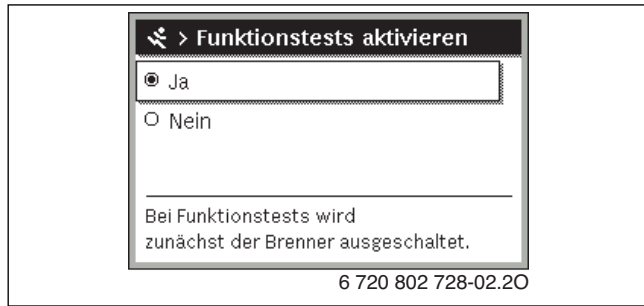 > Funktionstests aktivieren
Ja
Nein
Bei Funktionstests wird
zunächst der Brenner ausgeschaltet.
6 720 802 728-02.2O